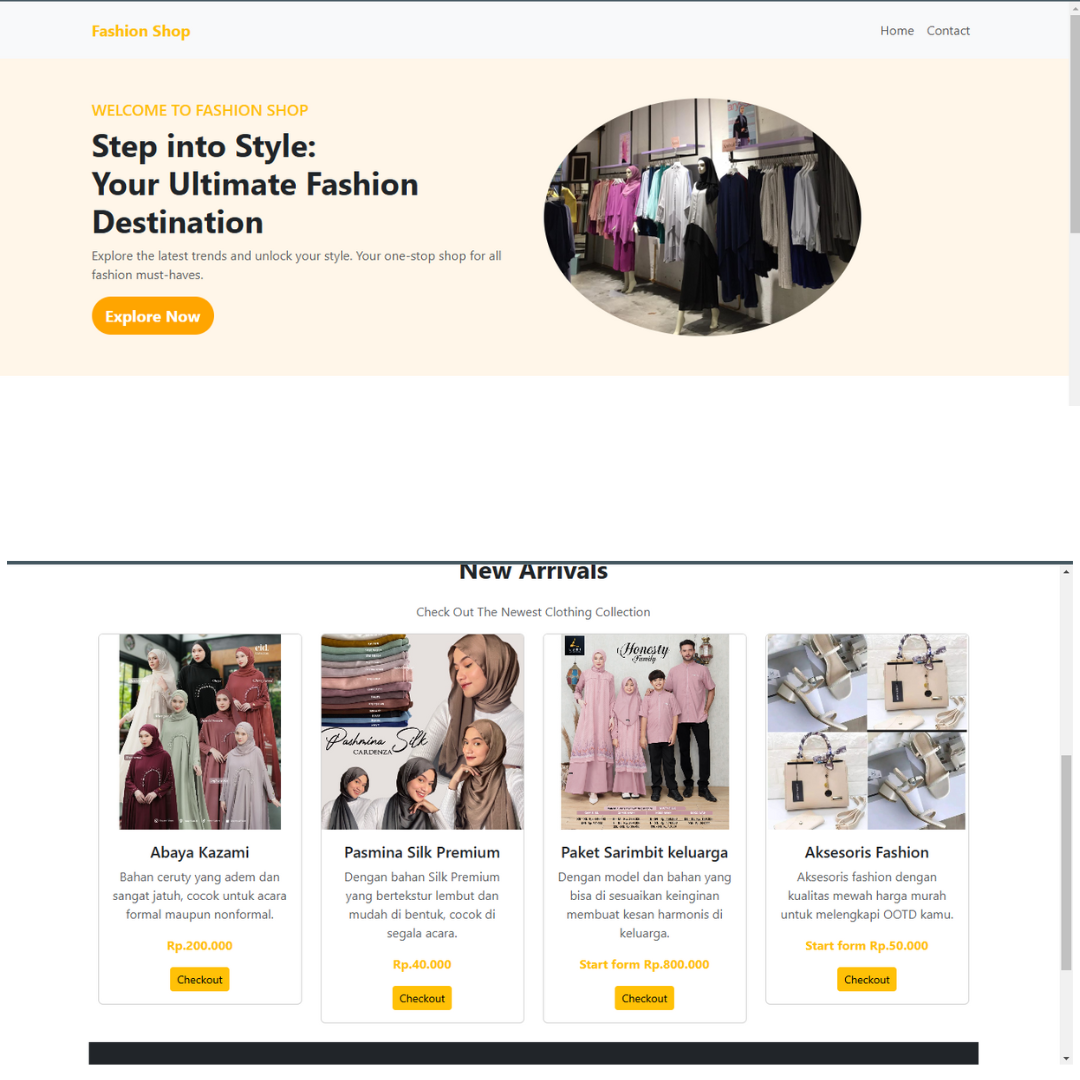 Fashion Shop
Home Contact
WELCOME TO FASHION SHOP
Step into Style:
Your Ultimate Fashion
Destination
Explore the latest trends and unlock your style. Your one-stop shop for all
fashion must-haves.
Explore Now
New Arrivals
Check Out The Newest Clothing Collection
eid
Pashmina Silk
CARDENZA
Honesty
Family
Abaya Kazami
Bahan ceruty yang adem dan
sangat jatuh, cocok untuk acara
formal maupun nonformal.
Rp.200.000
Checkout
Pasmina Silk Premium
Dengan bahan Silk Premium
yang bertekstur lembut dan
mudah di bentuk, cocok di
segala acara.
Rp.40.000
Checkout
Paket Sarimbit keluarga
Dengan model dan bahan yang
bisa di sesuaikan keinginan
membuat kesan harmonis di
keluarga.
Start form Rp.800.000
Checkout
Aksesoris Fashion
Aksesoris fashion dengan
kualitas mewah harga murah
untuk melengkapi OOTD kamu.
Start form Rp.50.000
Checkout